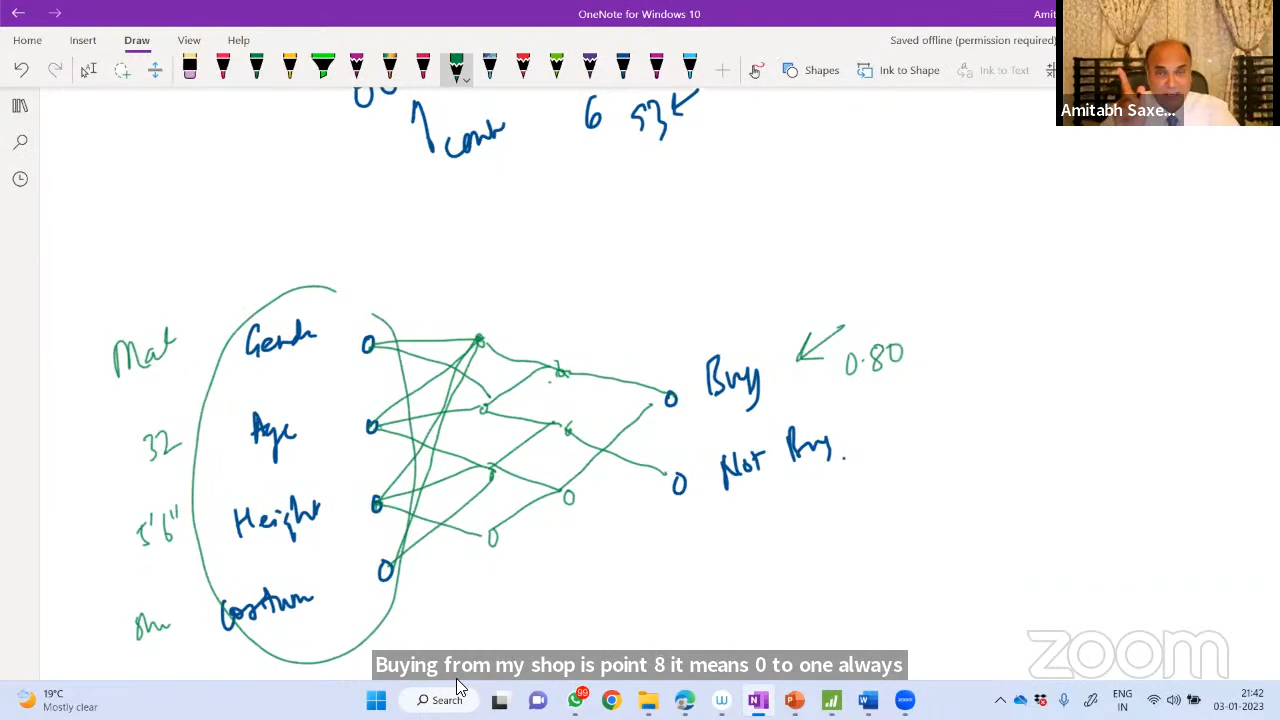 OneNote for Windows 10
Amit
Home Insert Draw View Help
Saved offline (permission required)
Shapes Ink to Shape Ink to Text
Amitabh Saxe...
6 53
Gender
Age
Height
Costume
32
5'6"
Buy
0.80
Not Buy.
Buying from my shop is point 8 it means 0 to one always
zoom
19°C
Mostly clear
Search
99
ENG
IN
21:42
03-01-2023